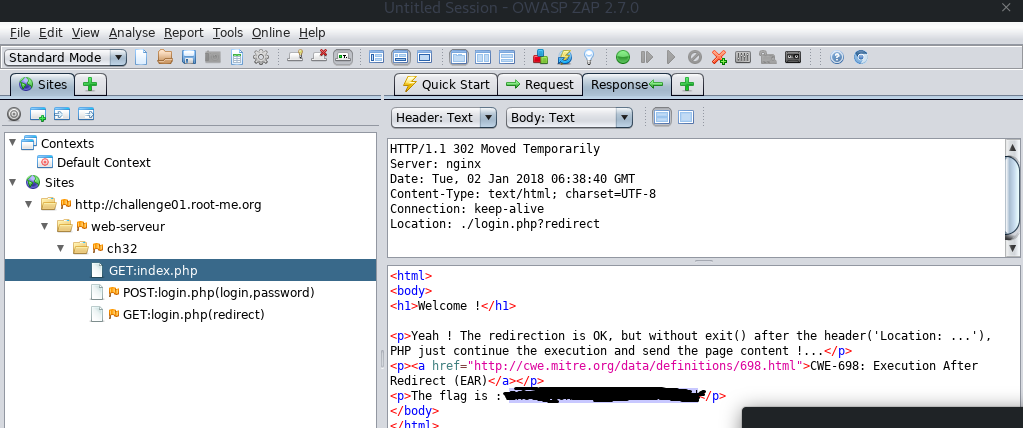 Untitled Session - OWASP ZAP 2.7.0
File Edit View Analyse Report Tools Online Help
Standard Mode
Sites
Quick Start
Request
Response
Header: Text
Body: Text
Contexts
Default Context
Sites
http://challenge01.root-me.org
web-serveur
ch32
GET:index.php
POST:login.php(login,password)
GET:login.php(redirect)
HTTP/1.1 302 Moved Temporarily
Server: nginx
Date: Tue, 02 Jan 2018 06:38:40 GMT
Content-Type: text/html; charset=UTF-8
Connection: keep-alive
Location: ./login.php?redirect
<html>
<body>
<h1>Welcome !</h1>
<p>Yeah ! The redirection is OK, but without exit() after the header('Location: ...'),
PHP just continue the execution and send the page content !...</p>
<p><a href="http://cwe.mitre.org/data/definitions/698.html">CWE-698: Execution After
Redirect (EAR)</a></p>
<p>The flag is : </p>
</body>
</html>